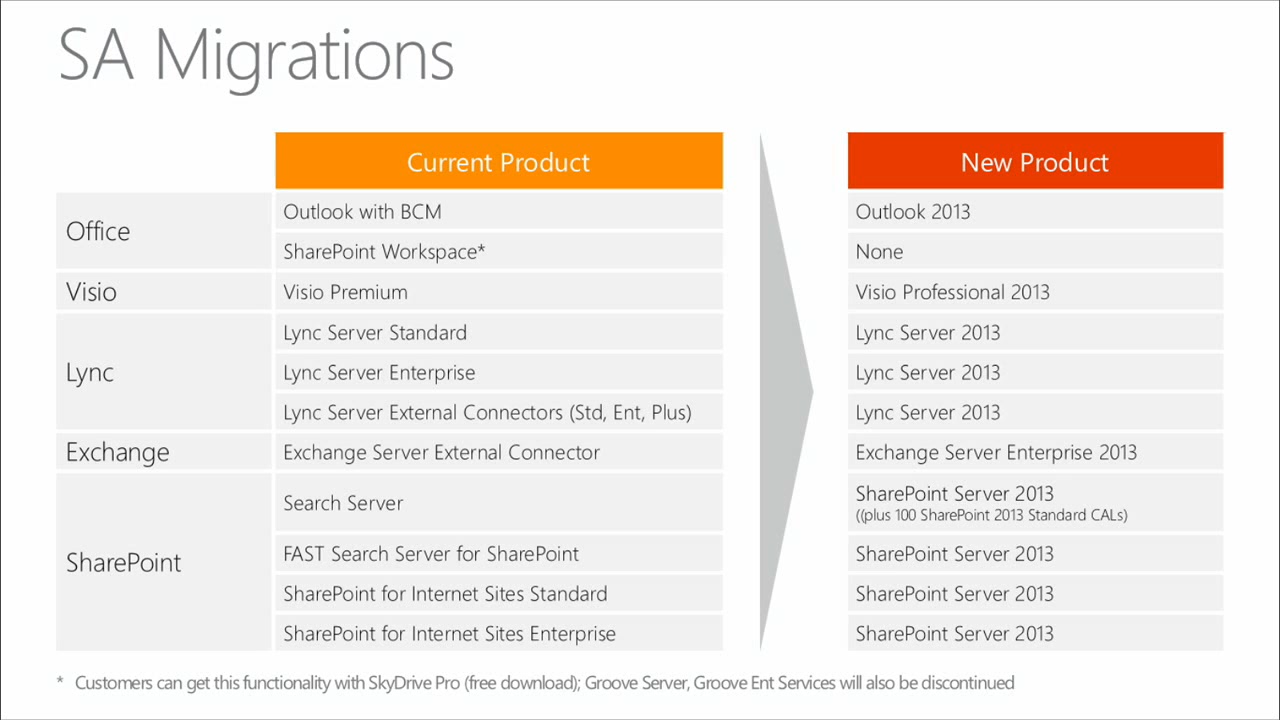 SA Migrations
Current Product
New Product
Office
Outlook with BCM
Outlook 2013
SharePoint Workspace*
None
Visio
Visio Premium
Visio Professional 2013
Lync
Lync Server Standard
Lync Server 2013
Lync Server Enterprise
Lync Server 2013
Lync Server External Connectors (Std, Ent, Plus)
Lync Server 2013
Exchange
Exchange Server External Connector
Exchange Server Enterprise 2013
SharePoint
Search Server
SharePoint Server 2013
((plus 100 SharePoint 2013 Standard CALs)
FAST Search Server for SharePoint
SharePoint Server 2013
SharePoint for Internet Sites Standard
SharePoint Server 2013
SharePoint for Internet Sites Enterprise
SharePoint Server 2013
* Customers can get this functionality with SkyDrive Pro (free download); Groove Server, Groove Ent Services will also be discontinued